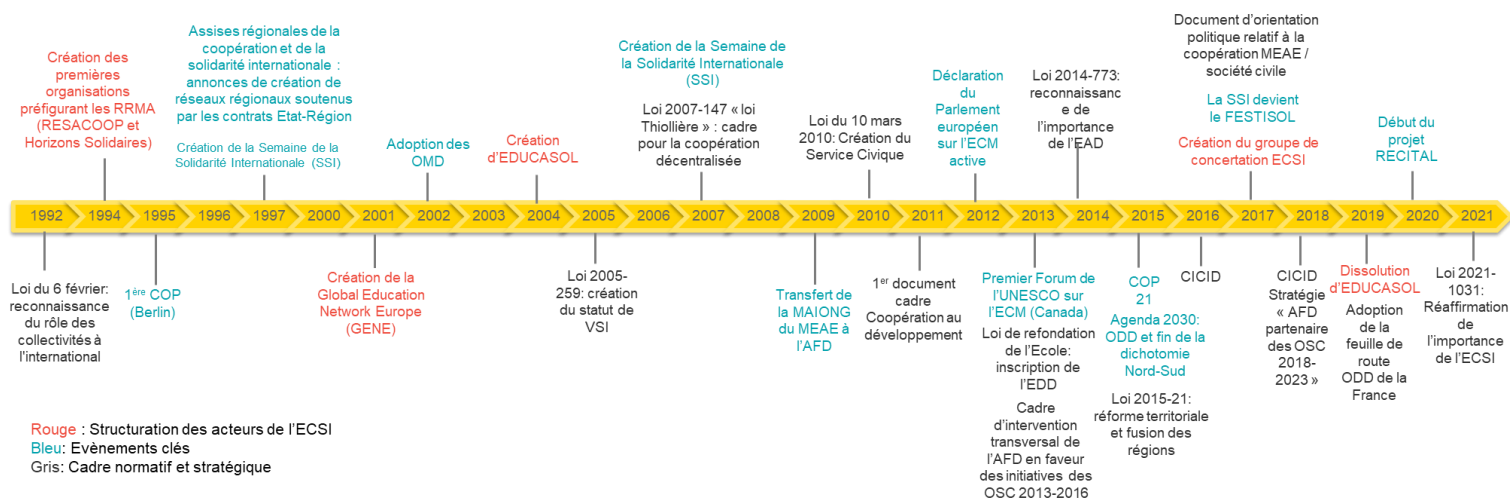 Création des
premières
organisations
préfigurant les RRMA
(RESACOOP et
Horizons Solidaires)
Assises régionales de la
coopération et de la
solidarité internationale :
annonces de création de
réseaux régionaux soutenus
par les contrats Etat-Région
Création de la Semaine de la
Solidarité Internationale (SSI)
Adoption des
OMD
Création
d'EDUCASOL
Création de la Semaine de
la Solidarité Internationale
(SSI)
Loi 2007-147 « loi
Thiollière » : cadre
pour la coopération
décentralisée
Loi du 10 mars
2010: Création du
Service Civique
Déclaration
du
Parlement
européen
sur l'ECM
active
Loi 2014-773:
reconnaissanc
e de
l'importance
de l'EAD
Document d'orientation
politique relatif à la
coopération MEAE /
société civile
La SSI devient
le FESTISOL
Création du groupe de
concertation ECSI
Début du
projet
RECITAL
1992 1994 1995 1996 1997 2000 2001 2002 2003 2004 2005 2006 2007 2008 2009 2010 2011 2012 2013 2014 2015 2016 2017 2018 2019 2020 2021
Loi du 6 février:
reconnaissance
du rôle des
collectivités à
l'international
1ère COP
(Berlin)
Création de la
Global Education
Network Europe
(GENE)
Loi 2005-
259: création
du statut de
VSI
Transfert de
la MAIONG
du MEAE à
l'AFD
1er document
cadre
Coopération au
développement
Premier Forum de
l'UNESCO sur
l'ECM (Canada)
Loi de refondation
de l'Ecole:
inscription de
l'EDD
Cadre
d'intervention
transversal de
l'AFD en faveur
des initiatives des
OSC 2013-2016
COP
21
Agenda 2030:
ODD et fin de la
dichotomie
Nord-Sud
Loi 2015-21:
réforme territoriale
et fusion des
régions
CICID
CICID
Stratégie
« AFD
partenaire
des OSC
2018-
2023 »
Dissolution
d'EDUCASOL
Adoption
de la
feuille de
route
ODD de la
France
Loi 2021-
1031:
Réaffirmation
de
l'importance
de l'ECSI
Rouge : Structuration des acteurs de l'ECSI
Bleu: Evènements clés
Gris: Cadre normatif et stratégique